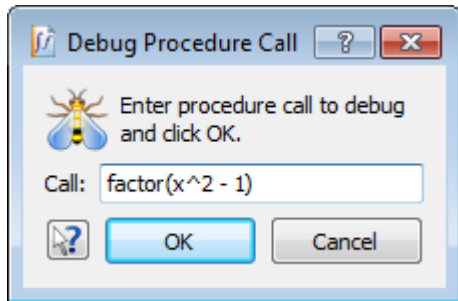 Debug Procedure Call
Enter procedure call to debug
and click OK.
Call: factor(x^2 - 1)
OK Cancel